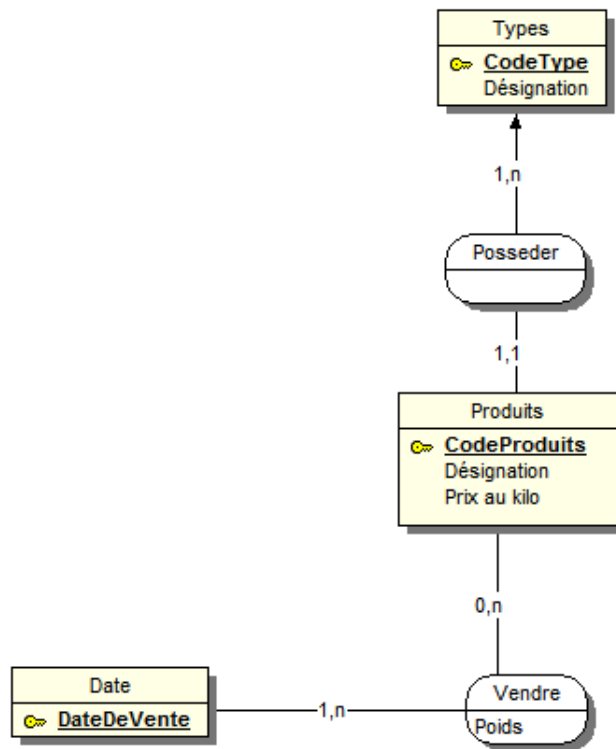 Types
CodeType
Désignation
1,n
Posseder
1,1
Produits
CodeProduits
Désignation
Prix au kilo
0,n
Date
DateDeVente
1,n
Vendre
Poids